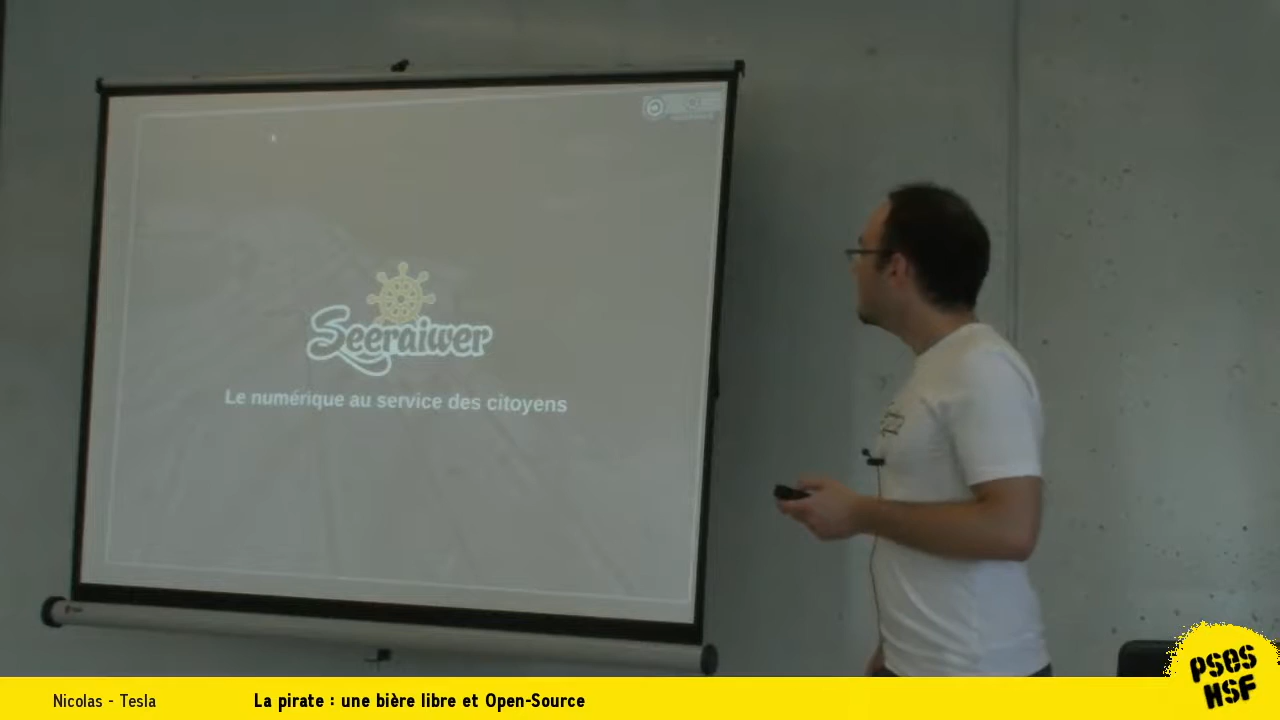 Seeraiwer
Le numérique au service des citoyens
Nicolas - Tesla
La pirate : une bière libre et Open-Source
PSES
HSF